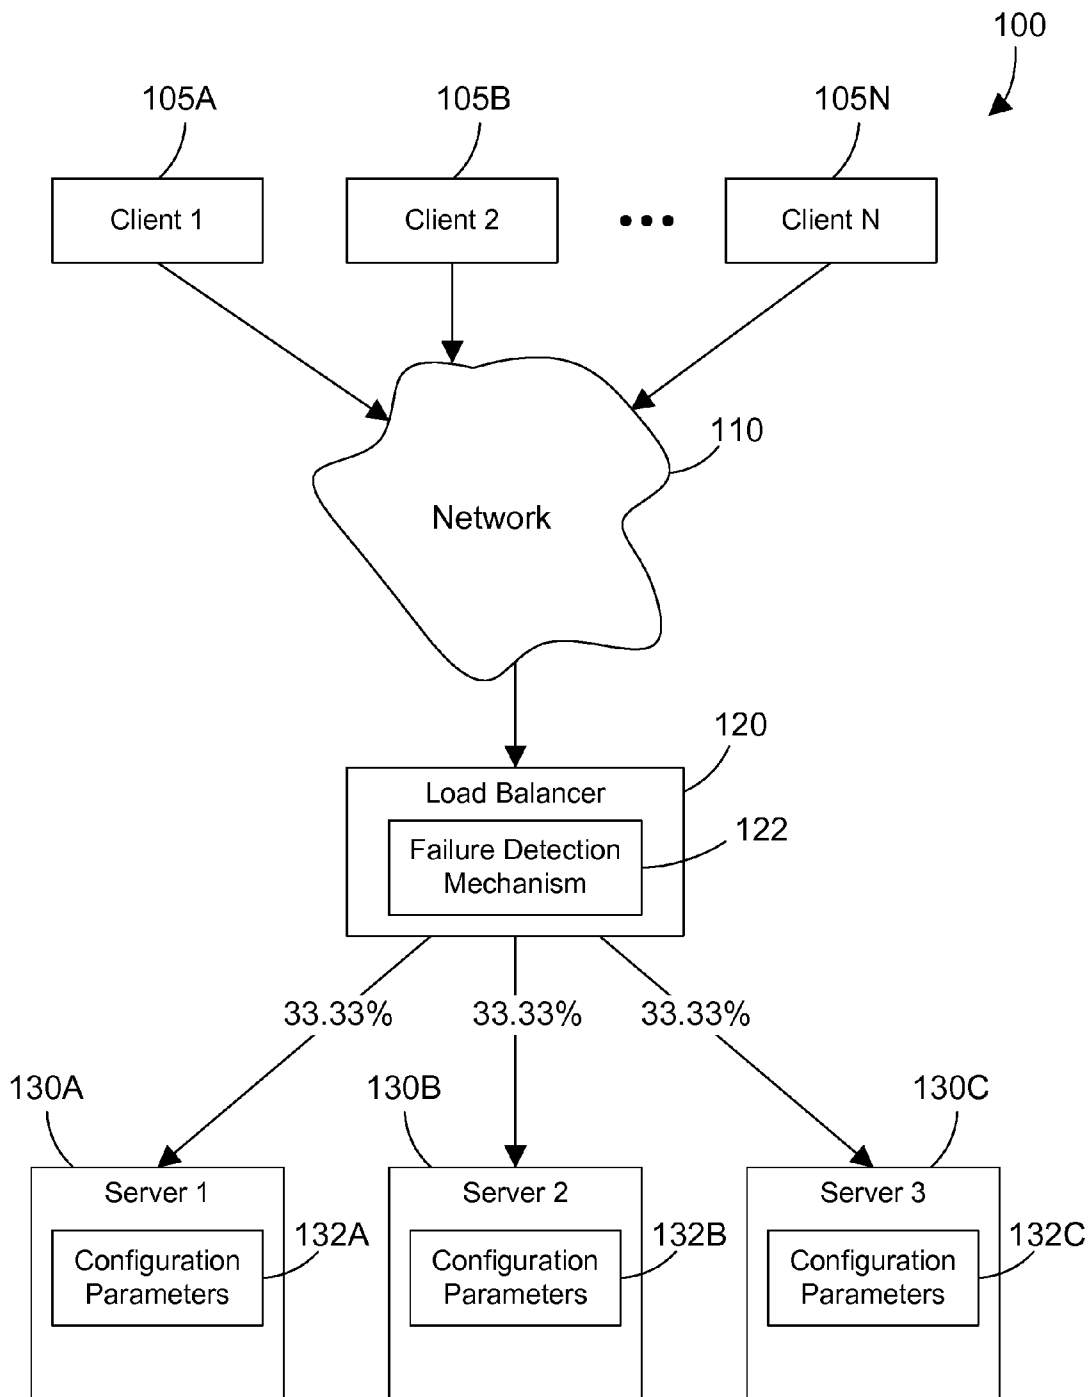 100
105A
105B
105N
Client 1
Client 2
Client N
110
Network
120
Load Balancer
122
Failure Detection
Mechanism
33.33%
33.33%
33.33%
130A
130B
130C
Server 1
Server 2
Server 3
132A
132B
132C
Configuration
Parameters
Configuration
Parameters
Configuration
Parameters